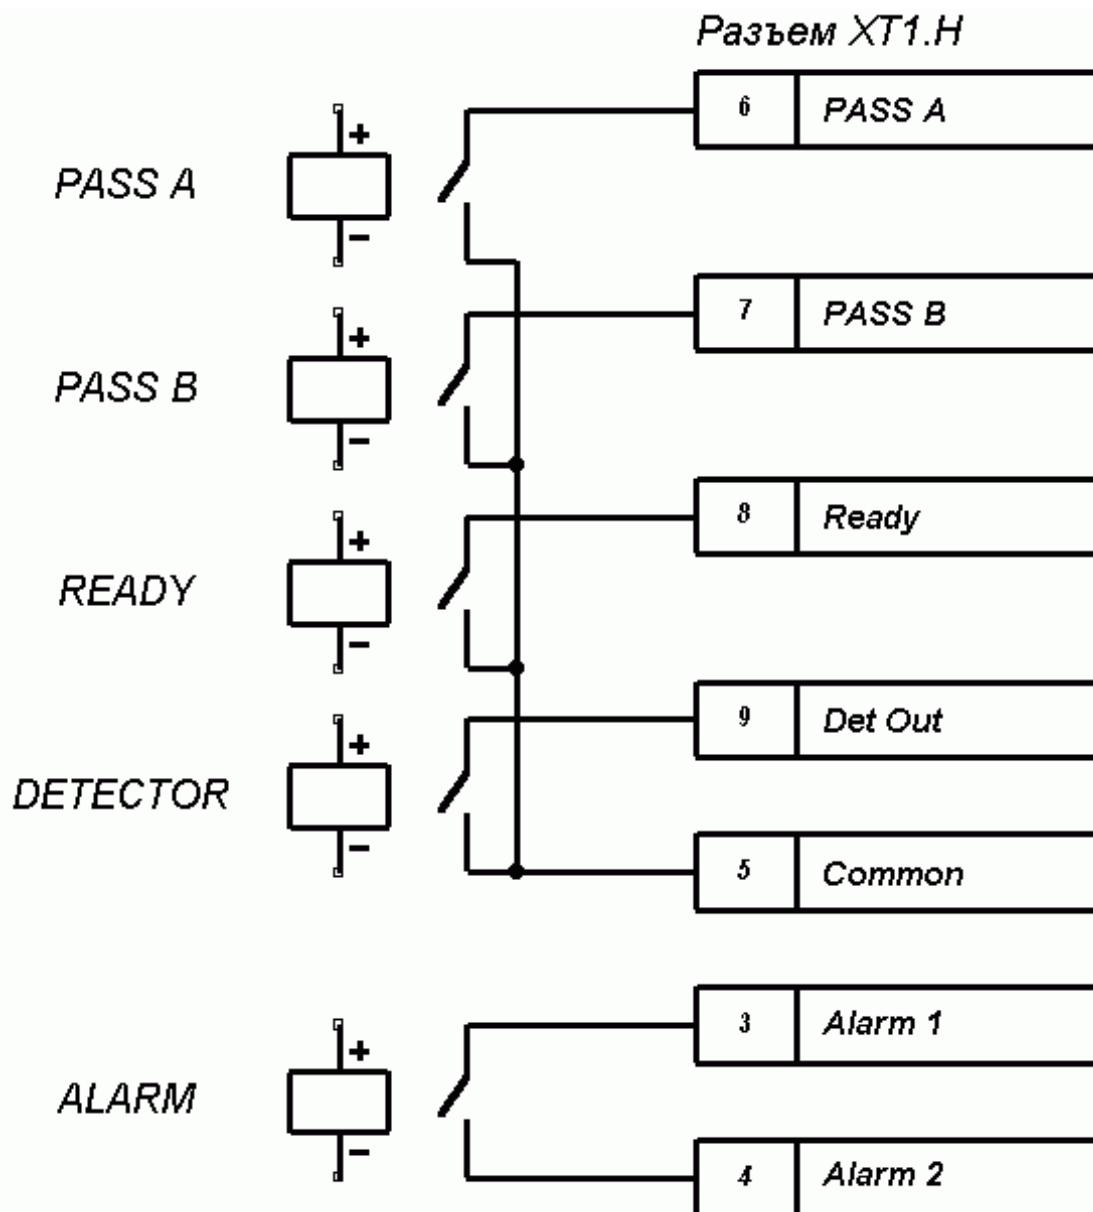 Разъем XT1.H
6 PASS A
PASS A
+
-
7 PASS B
PASS B
+
-
8 Ready
READY
+
-
9 Det Out
DETECTOR
+
-
5 Common
3 Alarm 1
ALARM
+
-
4 Alarm 2